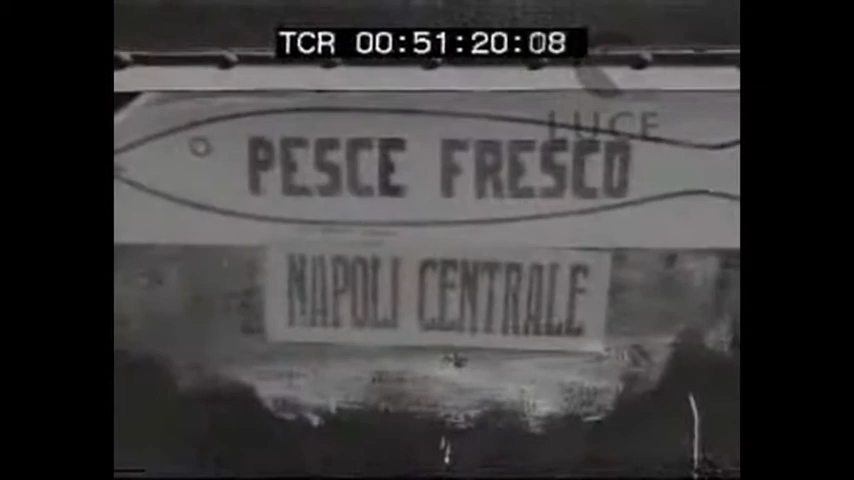 TCR 00:51:20:08
LUCE
PESCE FRESCO
NAPOLI CENTRALE